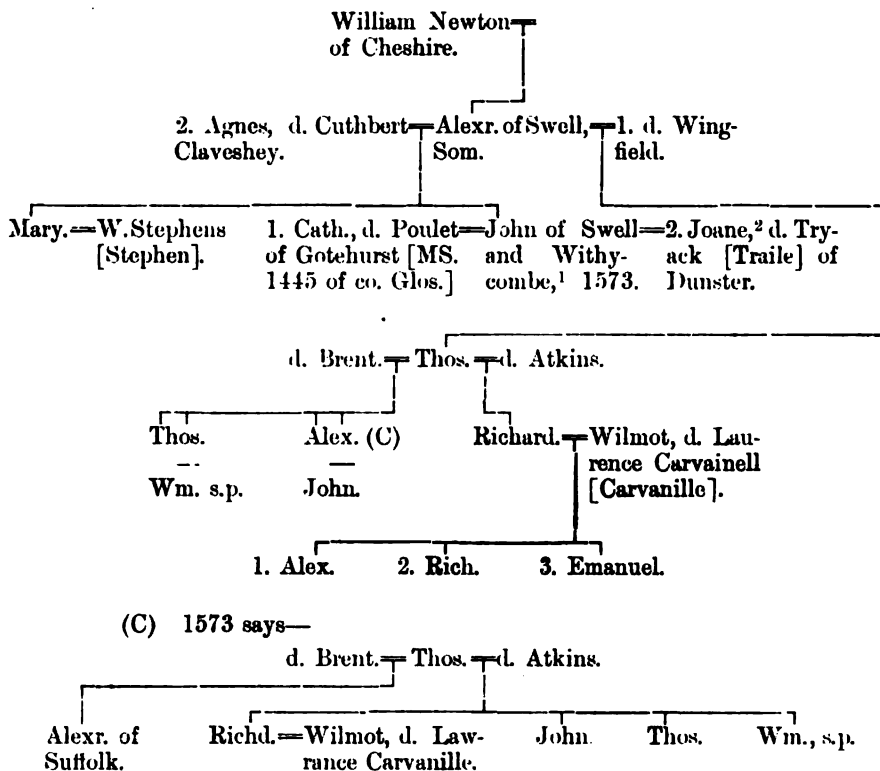 William Newton
of Cheshire.
2. Agnes, d. Cuthbert═Alexr. of Swell,═1. d. Wing-
Claveshey. Som. field.
Mary.═W. Stephens 1. Cath., d. Poulet═John of Swell═2. Joane,² d. Try-
[Stephen]. of Gotehurst [MS. and Withy- ack [Traile] of
1445 of co. Glos.] combe,¹ 1573. Dunster.
d. Brent.═Thos.═d. Atkins.
Thos. Alex. (C) Richard.═Wilmot, d. Lau-
rence Carvainell
Wm. s.p. John. [Carvanille].
1. Alex. 2. Rich. 3. Emanuel.
(C) 1573 says—
d. Brent.═Thos.═d. Atkins.
Alexr. of Richd.═Wilmot, d. Law- John Thos. Wm., s.p.
Suffolk. rance Carvanille.